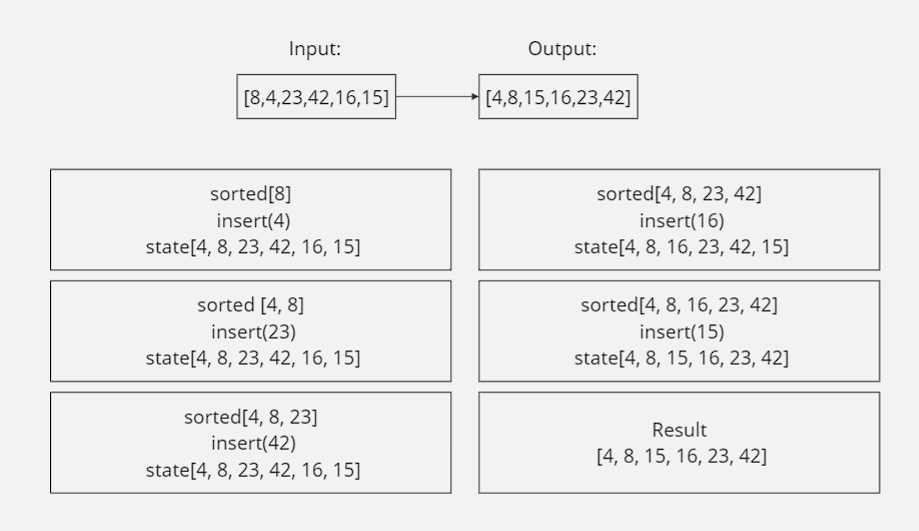 Input:
Output:
[8,4,23,42,16,15]
[4,8,15,16,23,42]
sorted[8]
insert(4)
state[4, 8, 23, 42, 16, 15]
sorted [4, 8]
insert(23)
state[4, 8, 23, 42, 16, 15]
sorted[4, 8, 23]
insert(42)
state[4, 8, 23, 42, 16, 15]
sorted[4, 8, 23, 42]
insert(16)
state[4, 8, 16, 23, 42, 15]
sorted[4, 8, 16, 23, 42]
insert(15)
state[4, 8, 15, 16, 23, 42]
Result
[4, 8, 15, 16, 23, 42]